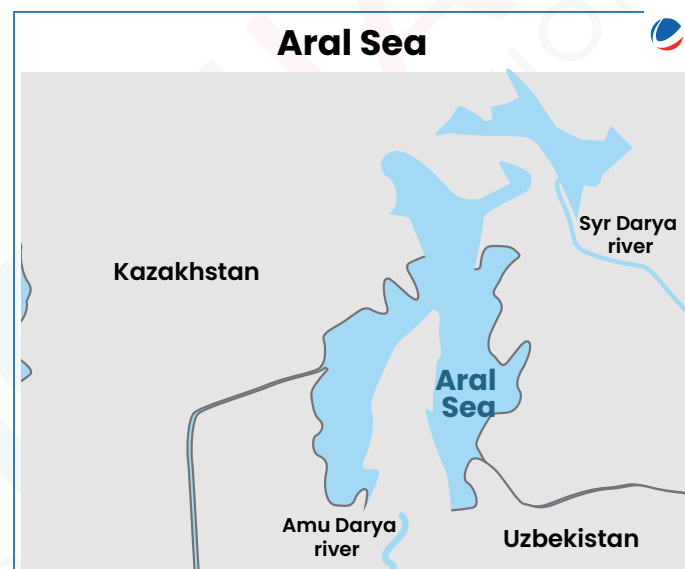 Aral Sea
Syr Darya
river
Kazakhstan
Aral
Sea
Amu Darya
river
Uzbekistan